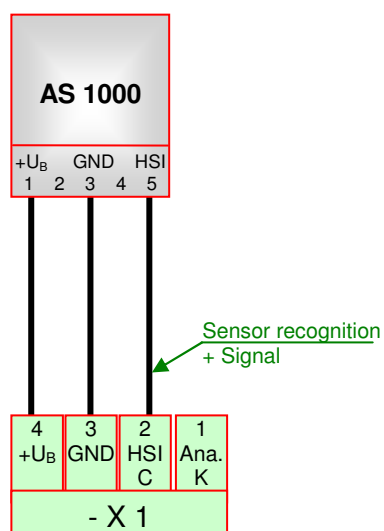 AS 1000
+UB GND HSI
1 2 3 4 5
Sensor recognition
+ Signal
4 3 2 1
+UB GND HSI Ana.
C K
- X 1